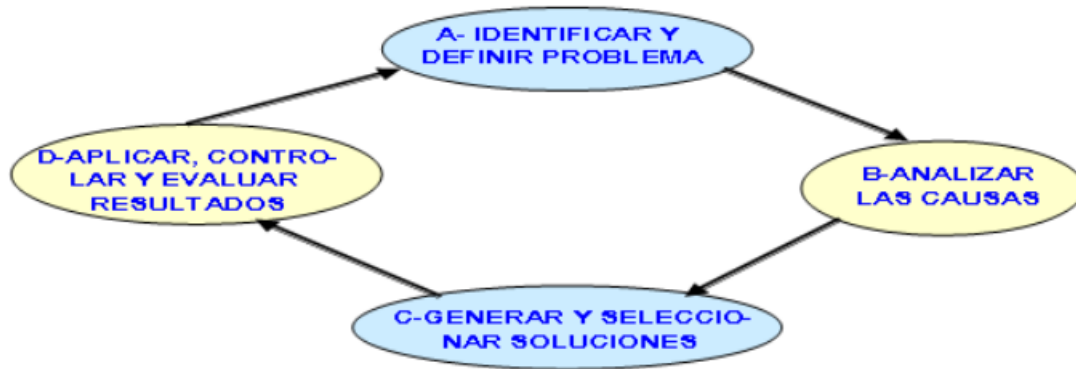 A- IDENTIFICAR Y
DEFINIR PROBLEMA
D-APLICAR, CONTRO-
LAR Y EVALUAR
RESULTADOS
B-ANALIZAR
LAS CAUSAS
C-GENERAR Y SELECCIO-
NAR SOLUCIONES